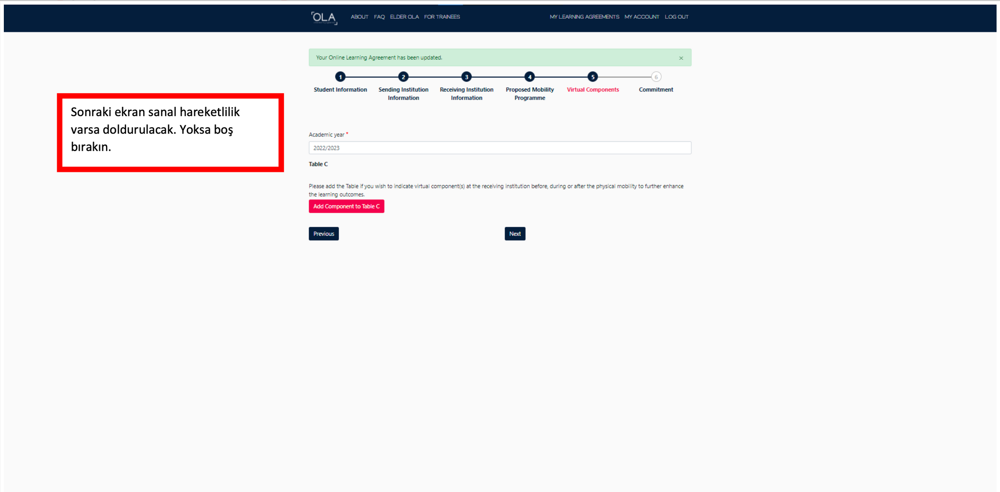 OLA
ABOUT FAQ ELDER OLA FOR TRAINEES MY LEARNING AGREEMENTS MY ACCOUNT LOG OUT
Your Online Learning Agreement has been updated. ×
1 2 3 4 5 6
Student Information Sending Institution Information Receiving Institution Information Proposed Mobility Programme Virtual Components Commitment
Sonraki ekran sanal hareketlilik
varsa doldurulacak. Yoksa boş
bırakın.
Academic year *
2022/2023
Table C
Please add the Table if you wish to indicate virtual component(s) at the receiving institution before, during or after the physical mobility to further enhance
the learning outcomes.
Add Component to Table C
Previous Next